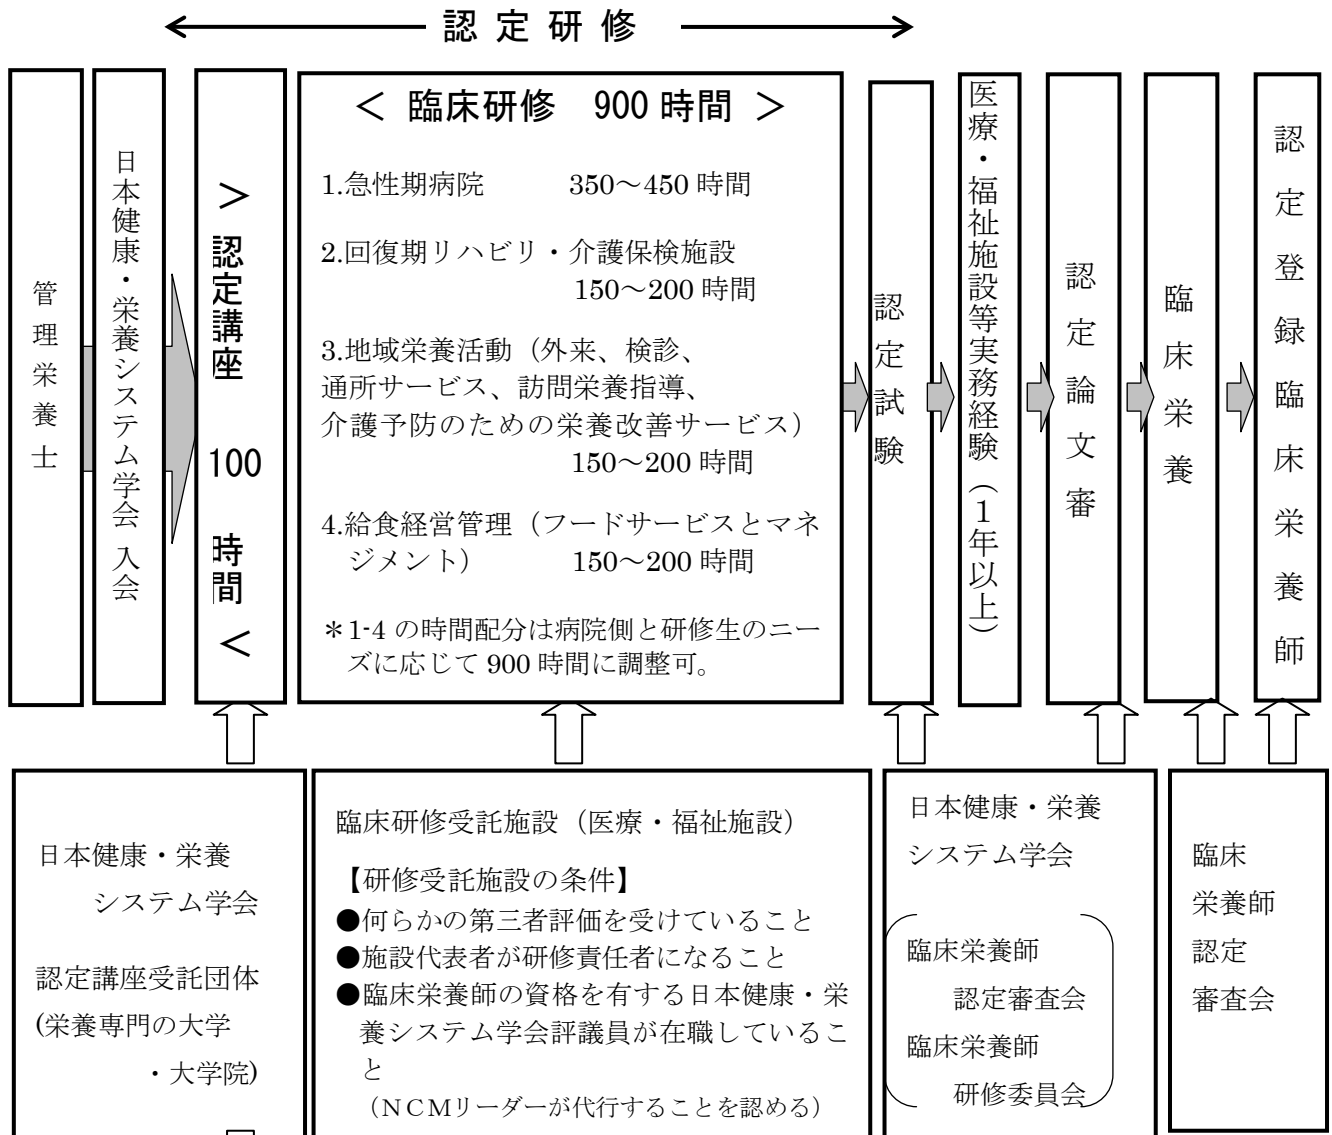 認定研修
管理栄養士
日本健康・栄養システム学会 入会
＞ 認定講座 100 時間 ＜
＜ 臨床研修 900 時間 ＞
1.急性期病院 350～450 時間
2.回復期リハビリ・介護保検施設
150～200 時間
3.地域栄養活動（外来、検診、
通所サービス、訪問栄養指導、
介護予防のための栄養改善サービス）
150～200 時間
4.給食経営管理（フードサービスとマネ
ジメント） 150～200 時間
＊1-4 の時間配分は病院側と研修生のニー
ズに応じて 900 時間に調整可。
認定試験
医療・福祉施設等実務経験（1年以上）
認定論文審
臨床栄養
認定登録臨床栄養師
日本健康・栄養
システム学会
認定講座受託団体
(栄養専門の大学
・大学院)
臨床研修受託施設（医療・福祉施設）
【研修受託施設の条件】
●何らかの第三者評価を受けていること
●施設代表者が研修責任者になること
●臨床栄養師の資格を有する日本健康・栄
養システム学会評議員が在職しているこ
と
（ＮＣＭリーダーが代行することを認める）
日本健康・栄養
システム学会
臨床栄養師
認定審査会
臨床栄養師
研修委員会
臨床
栄養師
認定
審査会